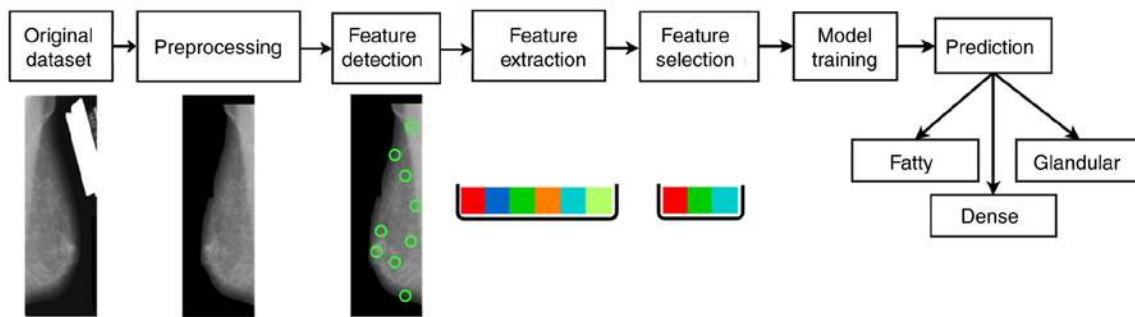 Original
dataset
Preprocessing
Feature
detection
Feature
extraction
Feature
selection
Model
training
Prediction
Fatty
Glandular
Dense